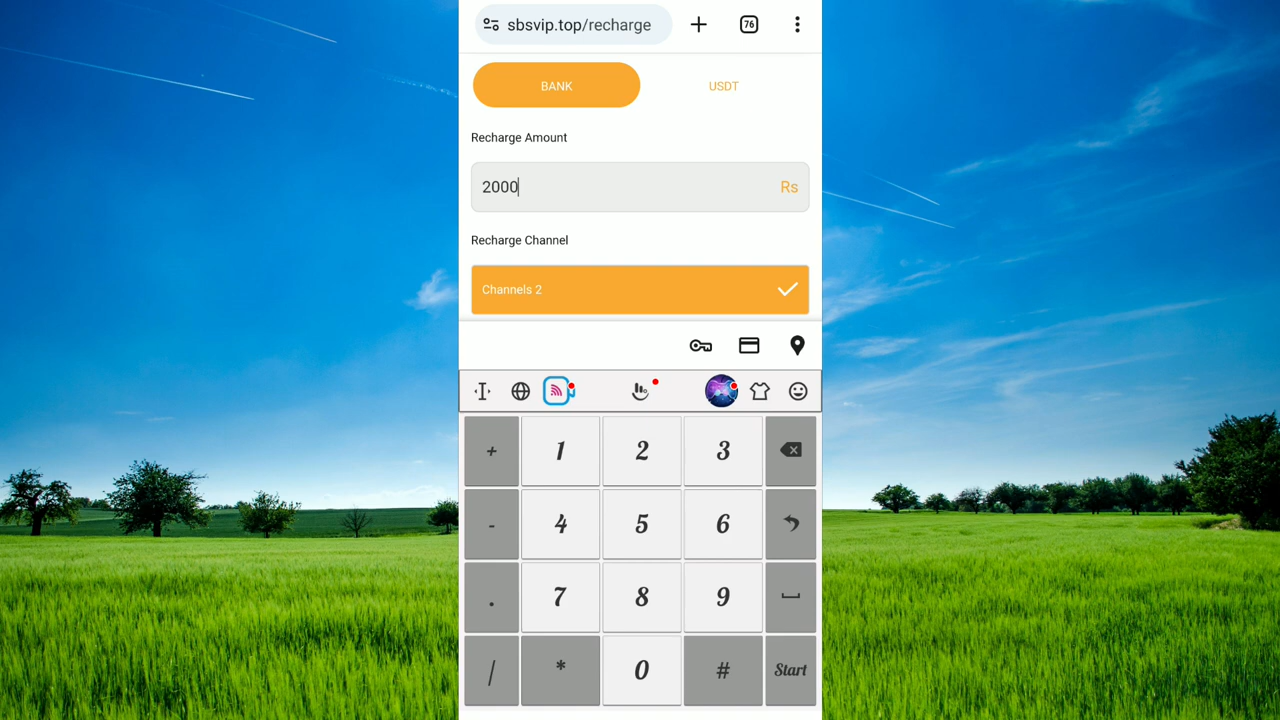 sbsvip.top/recharge
76
BANK
USDT
Recharge Amount
2000
Rs
Recharge Channel
Channels 2
+ 1 2 3
- 4 5 6
. 7 8 9
/ * 0 # Start